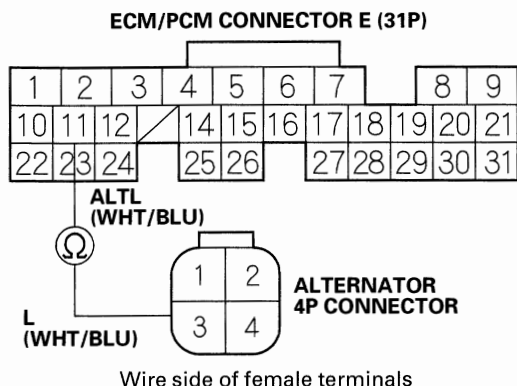 ECM/PCM CONNECTOR E (31P)
1 2 3 4 5 6 7 8 9
10 11 12 14 15 16 17 18 19 20 21
22 23 24 25 26 27 28 29 30 31
ALTL
(WHT/BLU)
Ω
1 2
3 4
ALTERNATOR
4P CONNECTOR
L
(WHT/BLU)
Wire side of female terminals